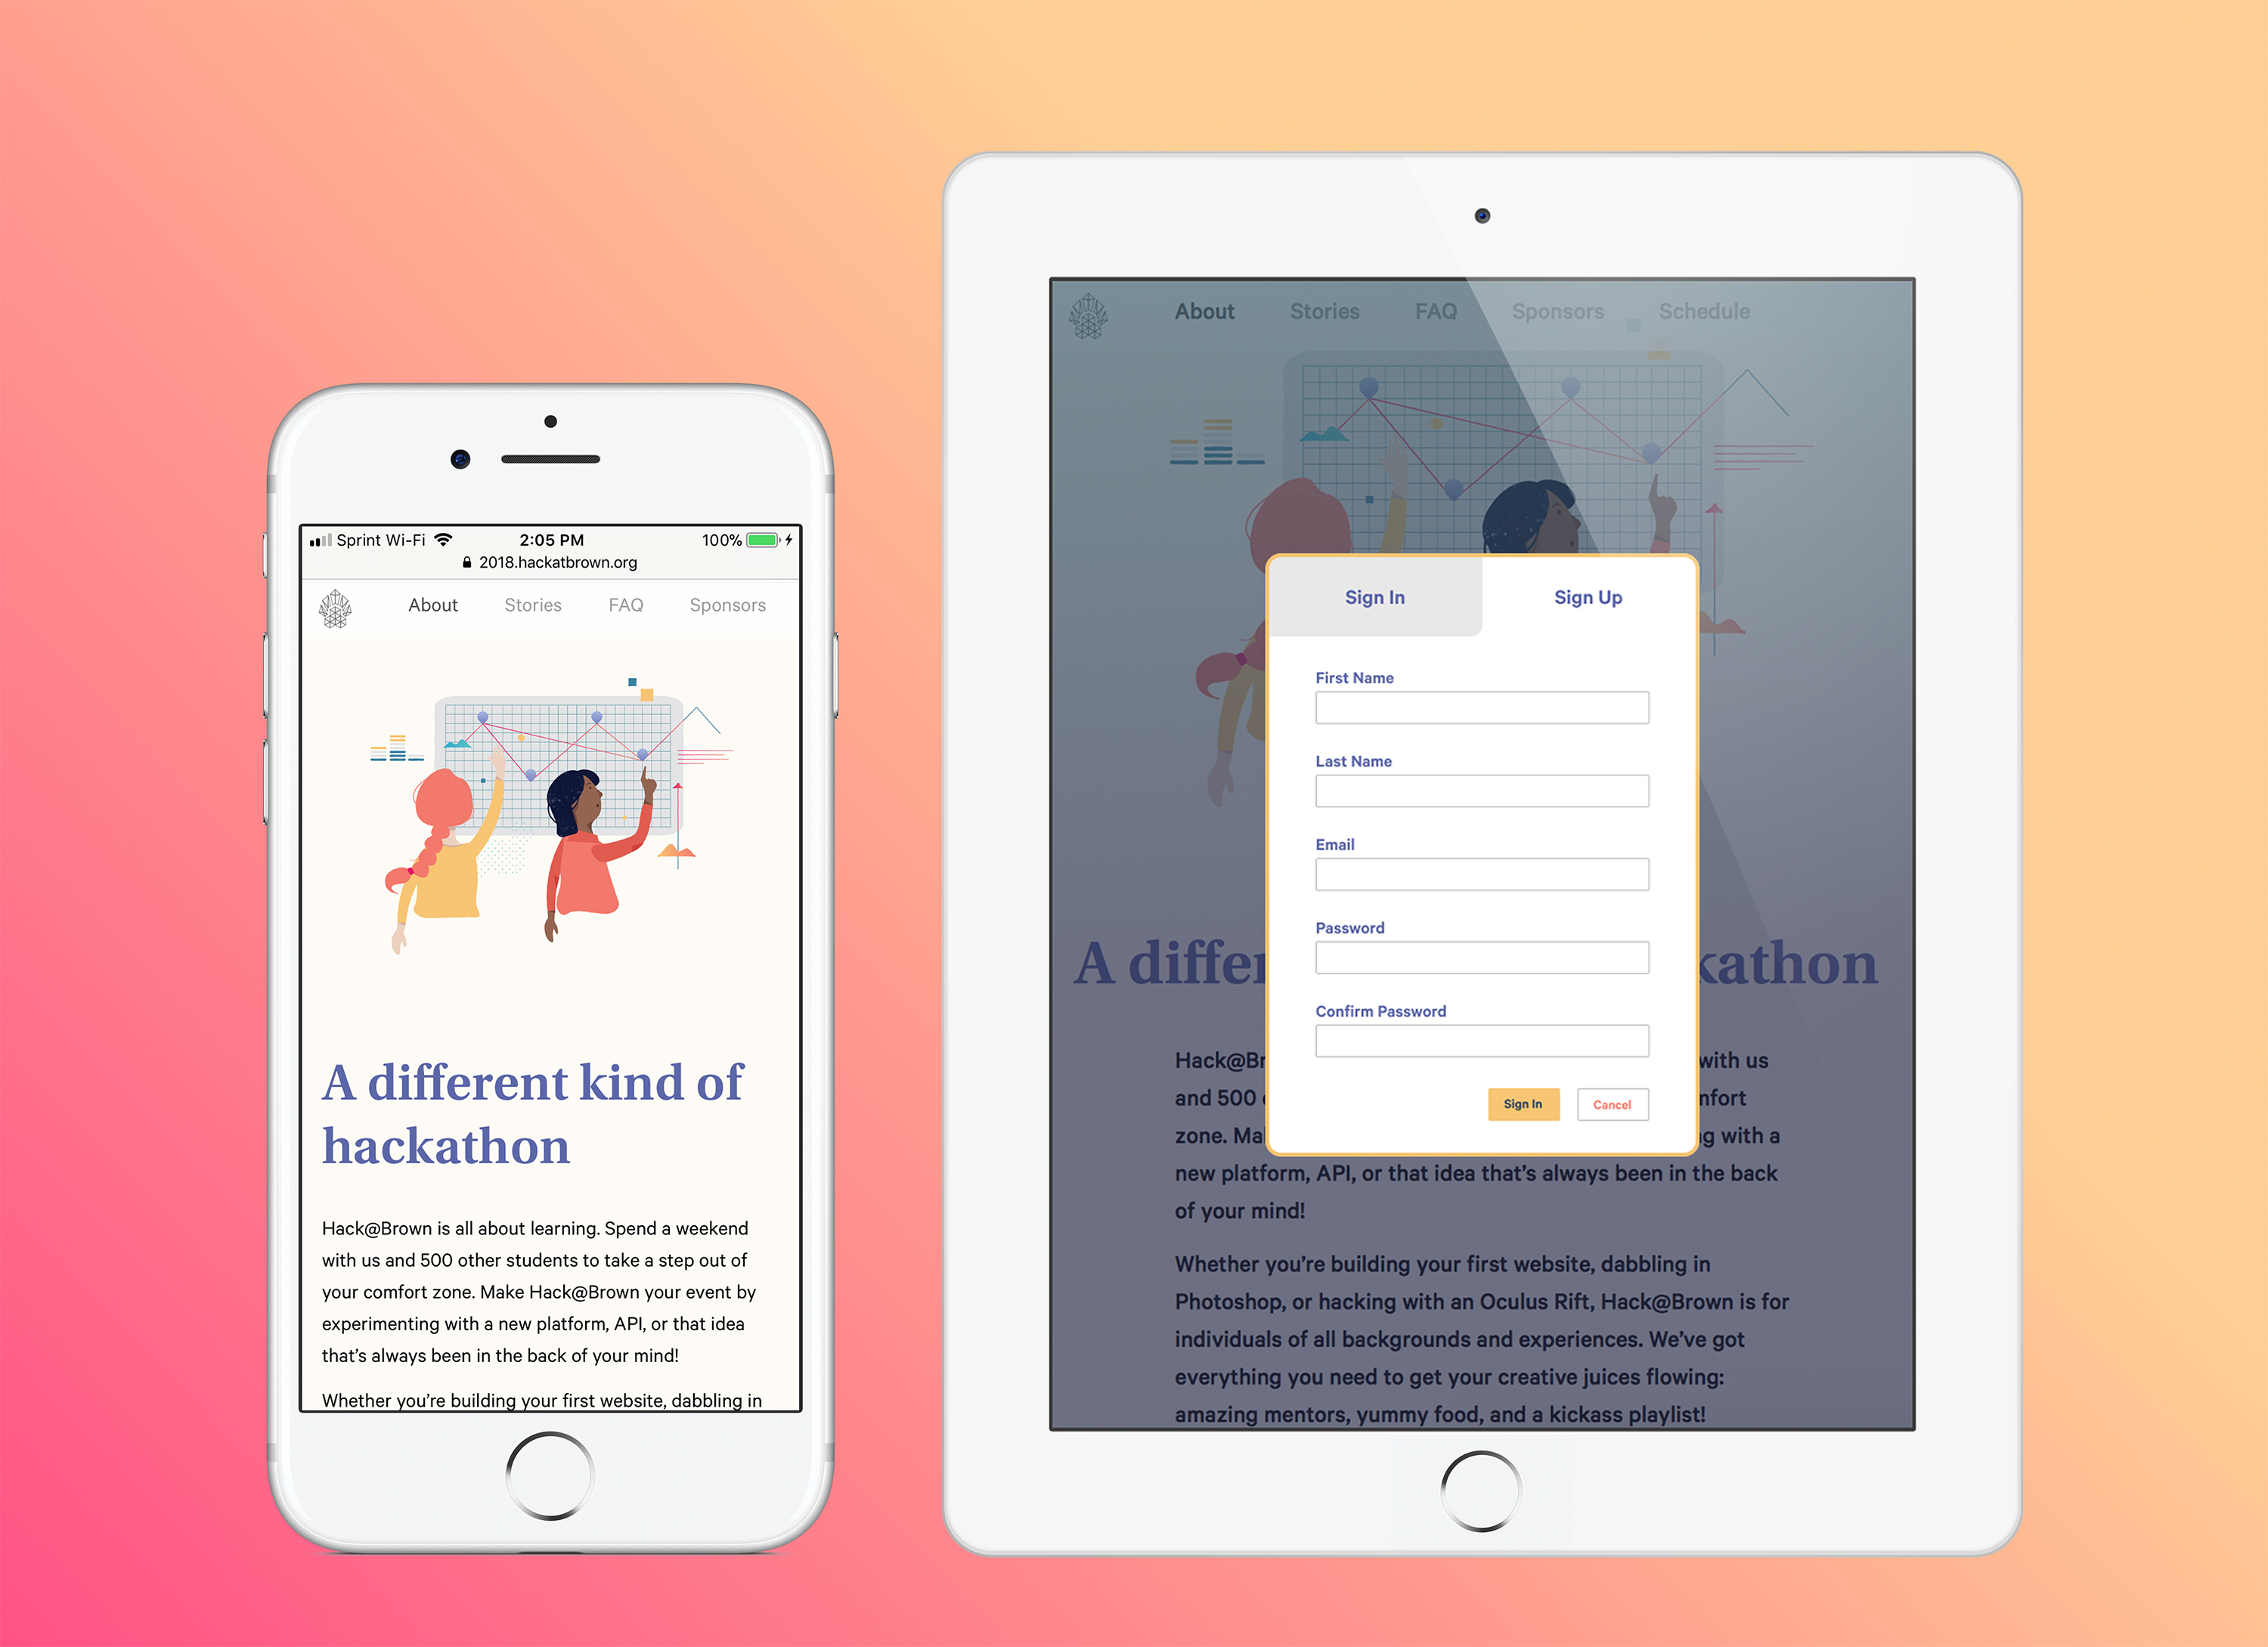 Sprint Wi-Fi
2:05 PM
100%
2018.hackatbrown.org
About
Stories
FAQ
Sponsors
A different kind of
hackathon
Hack@Brown is all about learning. Spend a weekend
with us and 500 other students to take a step out of
your comfort zone. Make Hack@Brown your event by
experimenting with a new platform, API, or that idea
that’s always been in the back of your mind!
Whether you’re building your first website, dabbling in
About
Stories
FAQ
Sponsors
Schedule
Sign In
Sign Up
First Name
Last Name
Email
Password
Confirm Password
Sign In
Cancel
A differ kathon
Hack@Br with us
and 500 mfort
zone. Ma g with a
new platform, API, or that idea that’s always been in the back
of your mind!
Whether you’re building your first website, dabbling in
Photoshop, or hacking with an Oculus Rift, Hack@Brown is for
individuals of all backgrounds and experiences. We’ve got
everything you need to get your creative juices flowing:
amazing mentors, yummy food, and a kickass playlist!